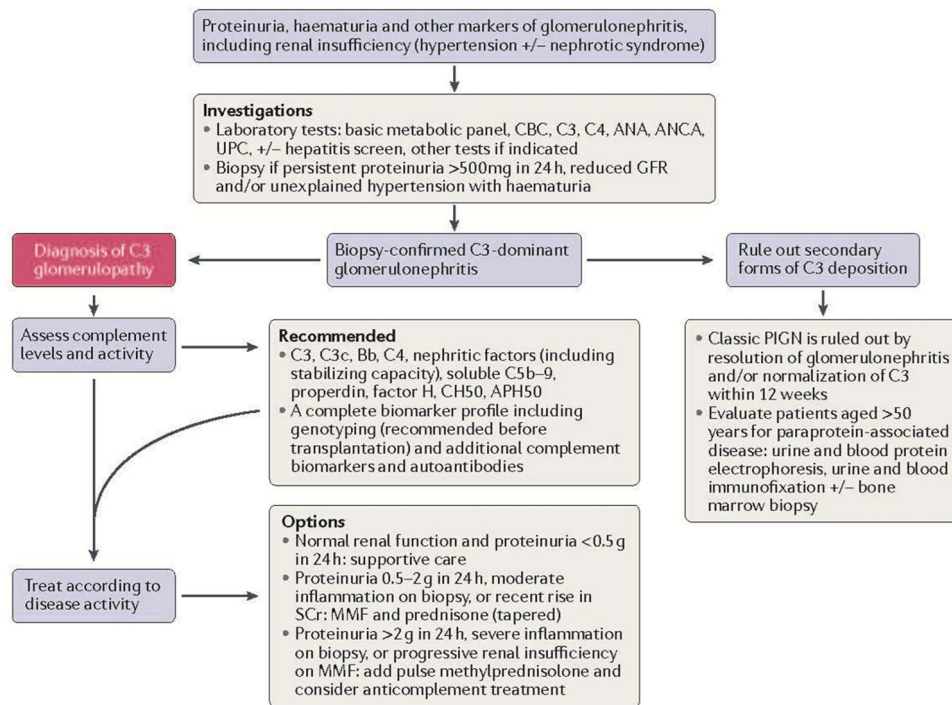 Proteinuria, haematuria and other markers of glomerulonephritis,
including renal insufficiency (hypertension +/− nephrotic syndrome)
Investigations
• Laboratory tests: basic metabolic panel, CBC, C3, C4, ANA, ANCA,
UPC, +/− hepatitis screen, other tests if indicated
• Biopsy if persistent proteinuria >500mg in 24 h, reduced GFR
and/or unexplained hypertension with haematuria
Diagnosis of C3
glomerulopathy
Biopsy-confirmed C3-dominant
glomerulonephritis
Rule out secondary
forms of C3 deposition
Assess complement
levels and activity
Recommended
• C3, C3c, Bb, C4, nephritic factors (including
stabilizing capacity), soluble C5b–9,
properdin, factor H, CH50, APH50
• A complete biomarker profile including
genotyping (recommended before
transplantation) and additional complement
biomarkers and autoantibodies
• Classic PIGN is ruled out by
resolution of glomerulonephritis
and/or normalization of C3
within 12 weeks
• Evaluate patients aged >50
years for paraprotein-associated
disease: urine and blood protein
electrophoresis, urine and blood
immunofixation +/− bone
marrow biopsy
Treat according to
disease activity
Options
• Normal renal function and proteinuria <0.5 g
in 24 h: supportive care
• Proteinuria 0.5–2 g in 24 h, moderate
inflammation on biopsy, or recent rise in
SCr: MMF and prednisone (tapered)
• Proteinuria >2 g in 24 h, severe inflammation
on biopsy, or progressive renal insufficiency
on MMF: add pulse methylprednisolone and
consider anticomplement treatment